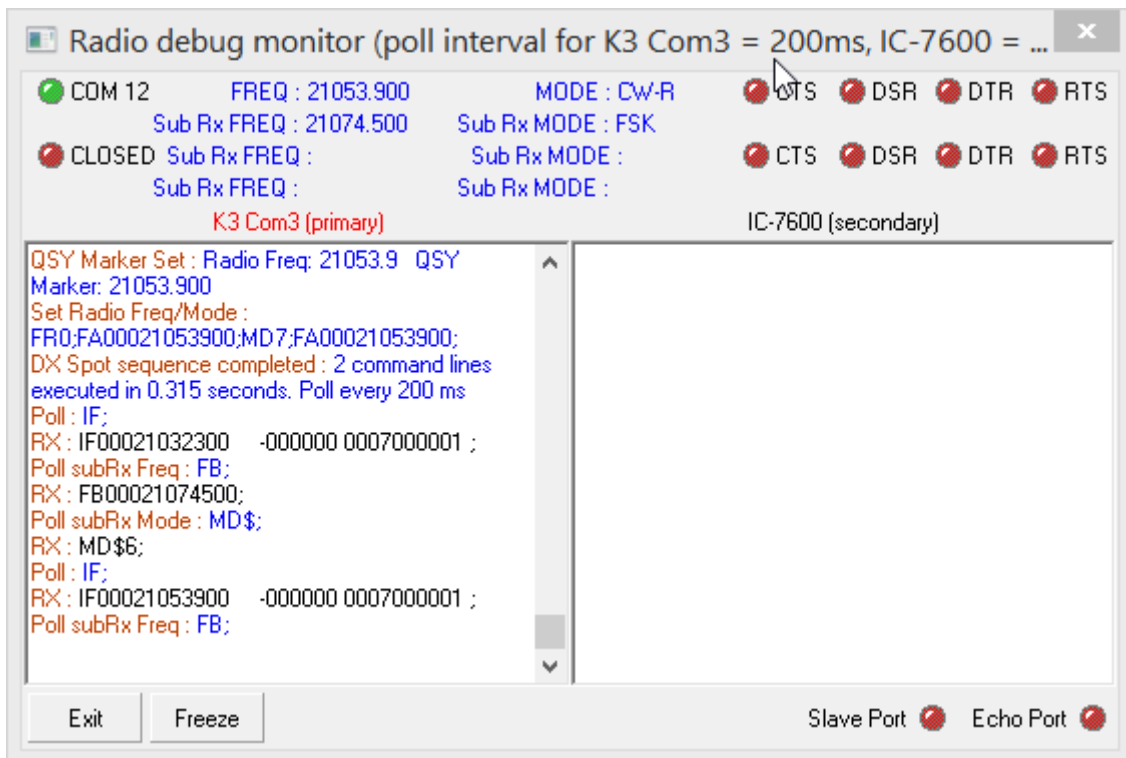 Radio debug monitor (poll interval for K3 Com3 = 200ms, IC-7600 = ...
COM 12 FREQ : 21053.900 MODE : CW-R CTS DSR DTR RTS
Sub Rx FREQ : 21074.500 Sub Rx MODE : FSK
CLOSED Sub Rx FREQ : Sub Rx MODE : CTS DSR DTR RTS
Sub Rx FREQ : Sub Rx MODE :
K3 Com3 (primary) IC-7600 (secondary)
QSY Marker Set : Radio Freq: 21053.9 QSY
Marker: 21053.900
Set Radio Freq/Mode :
FR0;FA00021053900;MD7;FA00021053900;
DX Spot sequence completed : 2 command lines
executed in 0.315 seconds. Poll every 200 ms
Poll : IF;
RX : IF00021032300 -000000 0007000001 ;
Poll subRx Freq : FB;
RX : FB00021074500;
Poll subRx Mode : MD$;
RX : MD$6;
Poll : IF;
RX : IF00021053900 -000000 0007000001 ;
Poll subRx Freq : FB;
Exit Freeze Slave Port Echo Port